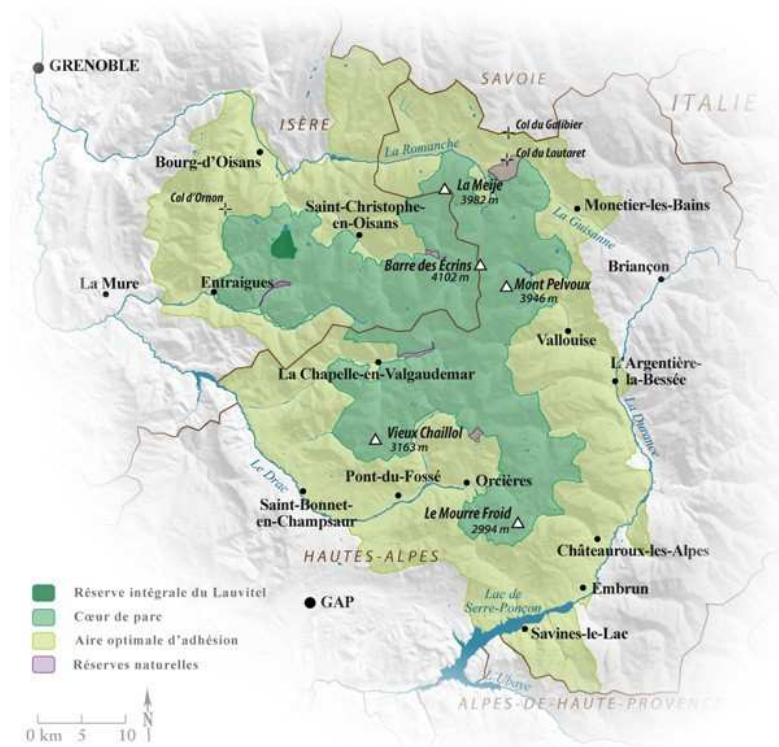 GRENOBLE
SAVOIE
ITALIE
ISÈRE
Col du Galibier
La Romanche
Col du Lautaret
Bourg-d'Oisans
La Meije
3982 m
Col d'Ornon
Saint-Christophe-
en-Oisans
Monetier-les-Bains
La Guisanne
Barre des Écrins
4102 m
Briançon
La Mure
Entraigues
Mont Pelvoux
3946 m
Vallouise
La Chapelle-en-Valgaudemar
L'Argentière-
la-Bessée
La Durance
Vieux Chaillol
3163 m
Le Drac
Pont-du-Fossé
Orcières
Saint-Bonnet-
en-Champsaur
Le Mourre Froid
2994 m
HAUTES-ALPES
Châteauroux-les-Alpes
Embrun
Lac de
Serre-Ponçon
GAP
Savines-le-Lac
L'Ubaye
ALPES-DE-HAUTE-PROVENCE
Réserve intégrale du Lauvitel
Cœur de parc
Aire optimale d'adhésion
Réserves naturelles
N
0 km 5 10